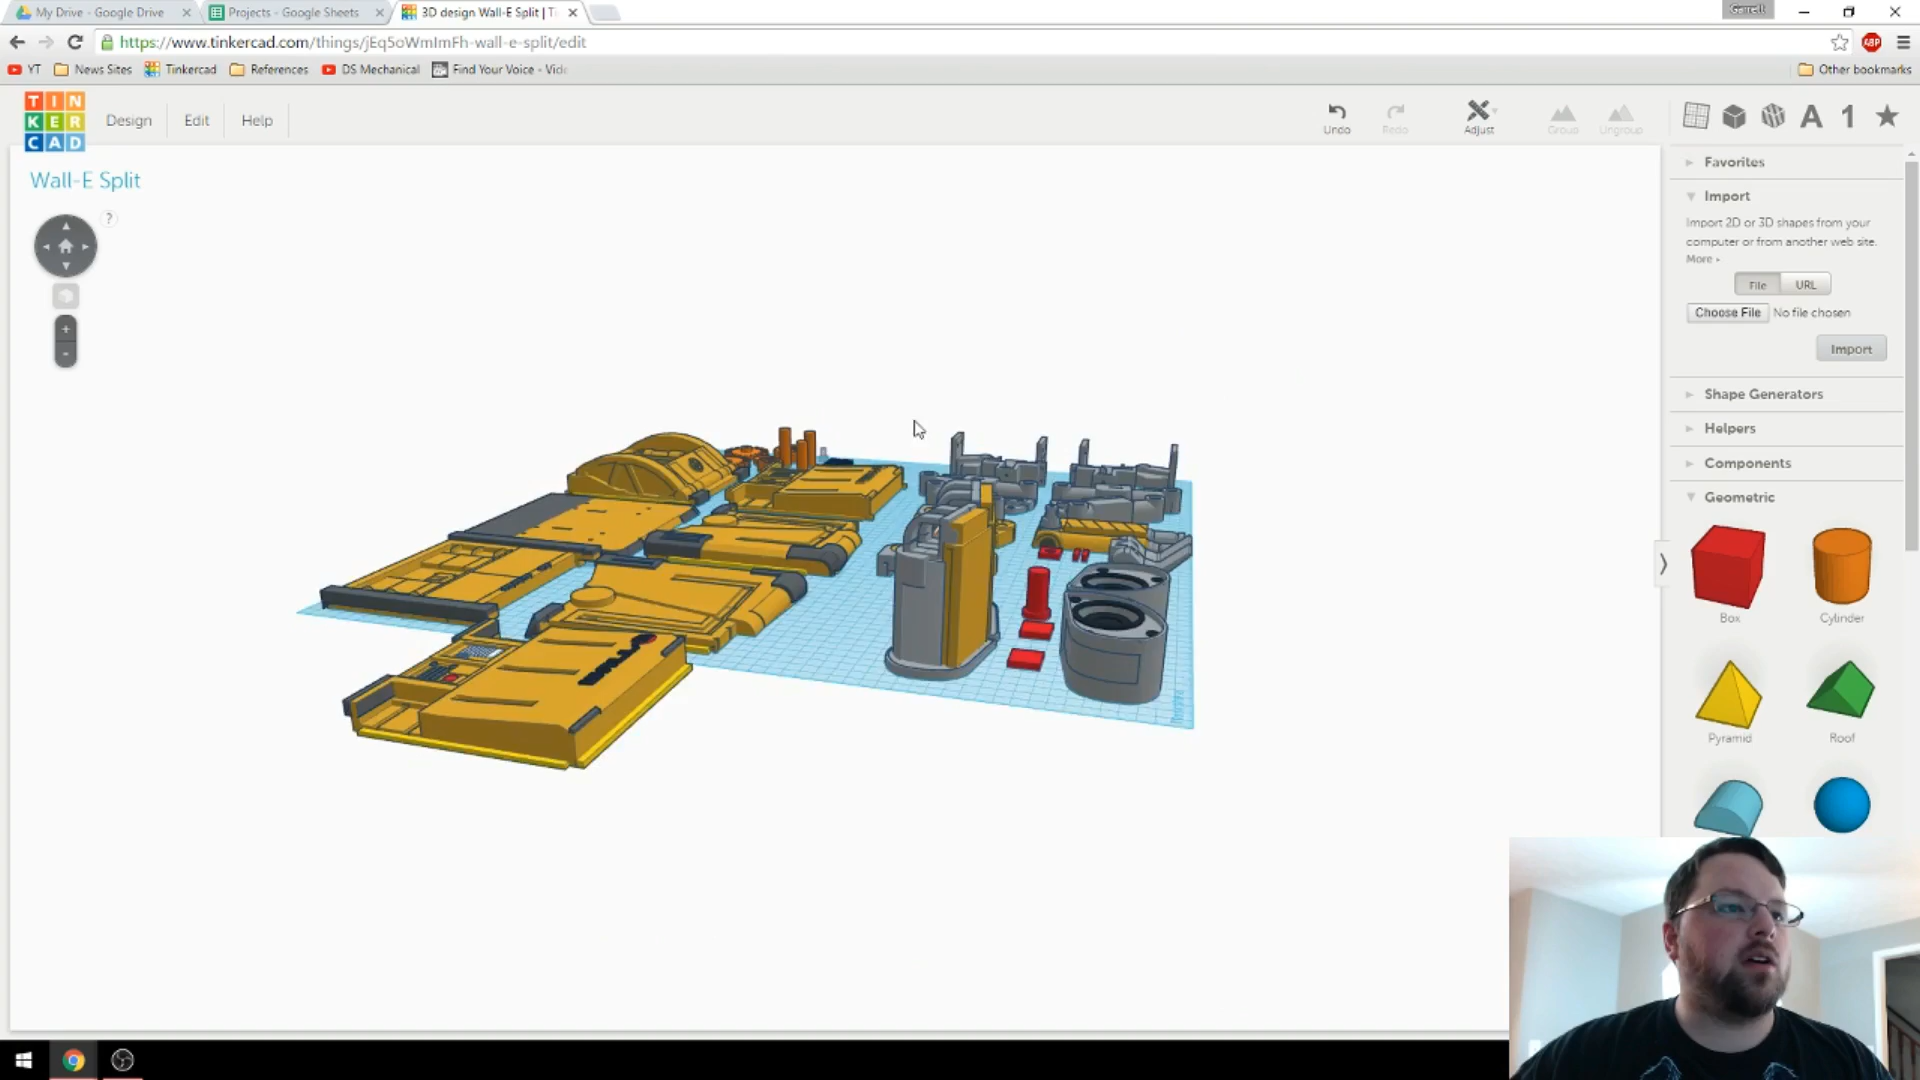 My Drive - Google Drive
Projects - Google Sheets
3D design Wall-E Split | Ti
Garrett
https://www.tinkercad.com/things/jEq5oWmImFh-wall-e-split/edit
ABP
YT
News Sites
Tinkercad
References
DS Mechanical
Find Your Voice - Vide
Other bookmarks
TIN
KER
CAD
Design
Edit
Help
Undo
Redo
Adjust
Group
Ungroup
A
1
Wall-E Split
?
+
-
Favorites
Import
Import 2D or 3D shapes from your
computer or from another web site.
More
File
URL
Choose File
No file chosen
Import
Shape Generators
Helpers
Components
Geometric
Box
Cylinder
Pyramid
Roof